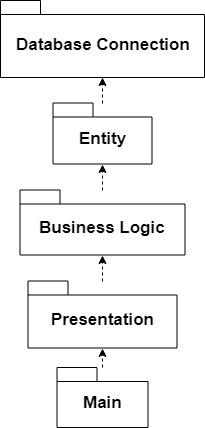 Database Connection
Entity
Business Logic
Presentation
Main